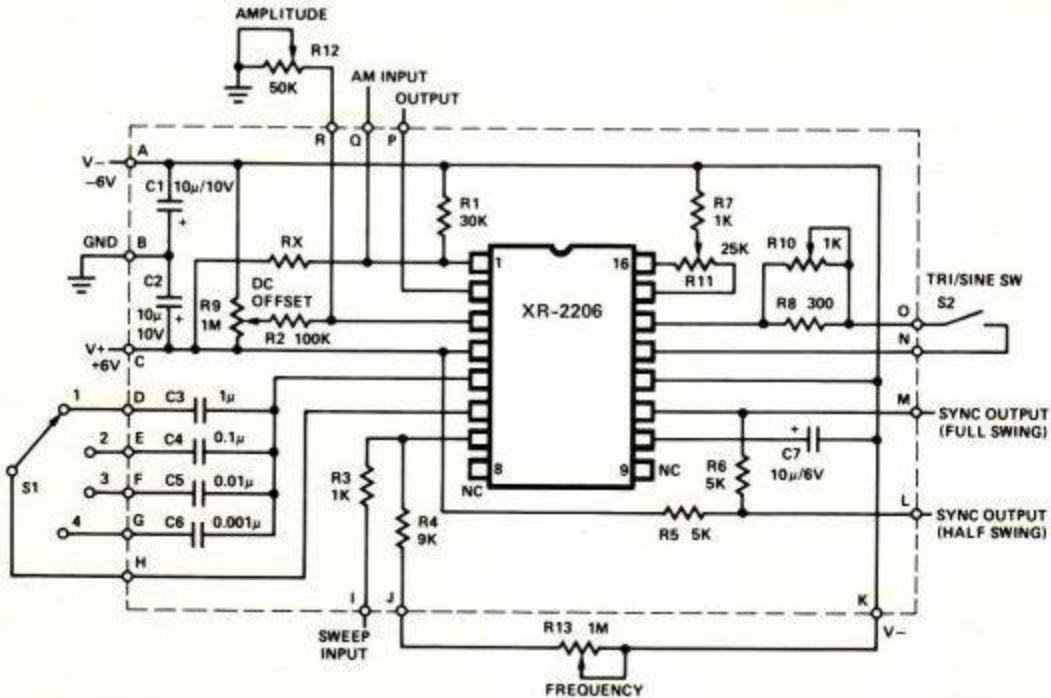 AMPLITUDE
R12
50K
AM INPUT
OUTPUT
R
Q
P
V-
-6V
A
C1 10µ/10V
+
R1
30K
R7
1K
25K
R11
R10
1K
GND
B
RX
C2
10µ
10V
+
R9
1M
DC
OFFSET
R2 100K
1
16
XR-2206
R8 300
TRI/SINE SW
S2
O
N
V+
+6V
C
1
D
C3
1µ
2
E
C4
0.1µ
3
F
C5
0.01µ
4
G
C6
0.001µ
S1
H
M
SYNC OUTPUT
(FULL SWING)
+
C7
10µ/6V
R6
5K
8
NC
9
NC
R3
1K
R4
9K
R5
5K
L
SYNC OUTPUT
(HALF SWING)
I
J
K
V-
SWEEP
INPUT
R13 1M
FREQUENCY